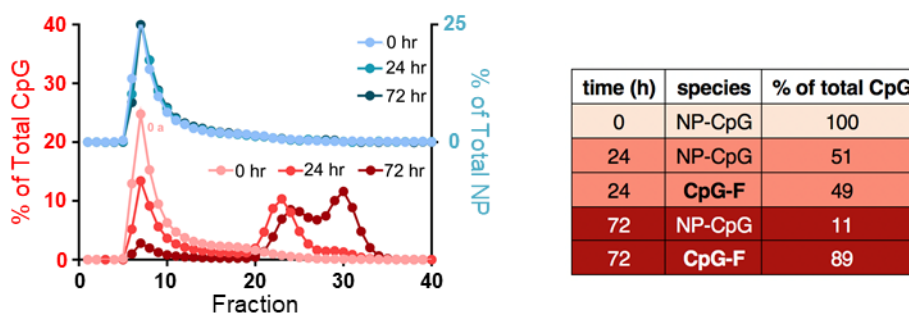 40
30
20
10
0
% of Total CpG
25
0
% of Total NP
0 hr
24 hr
72 hr
0 a
0 hr 24 hr 72 hr
0 10 20 30 40
Fraction
time (h) species % of total CpG
0 NP-CpG 100
24 NP-CpG 51
24 CpG-F 49
72 NP-CpG 11
72 CpG-F 89